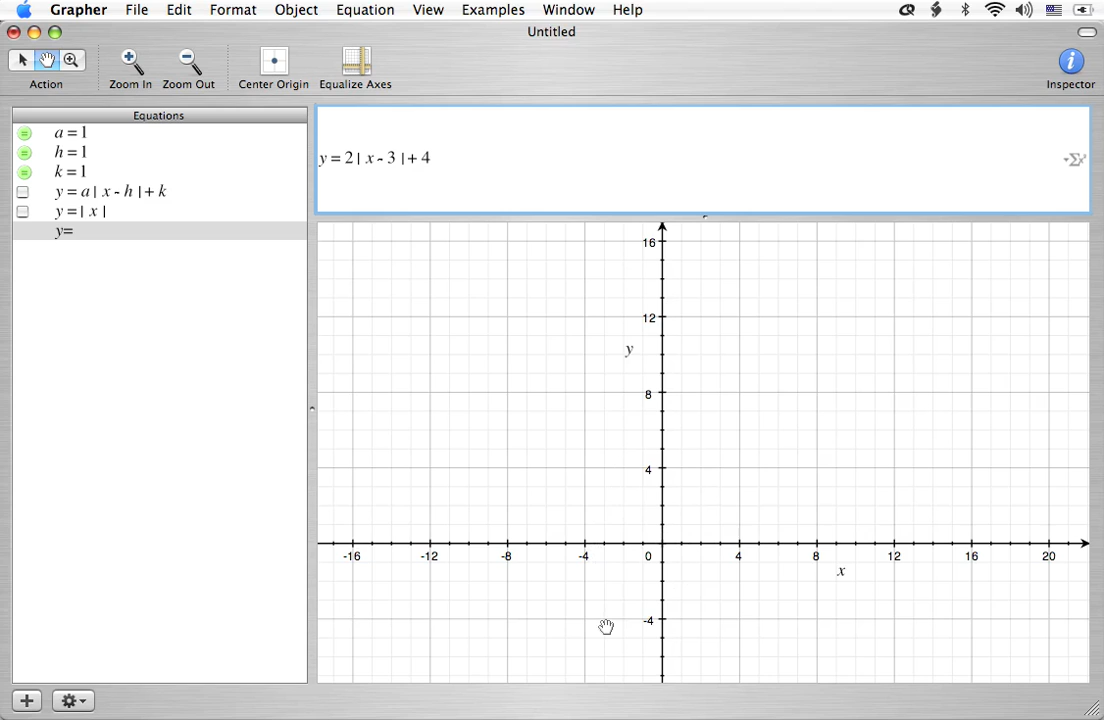 Grapher File Edit Format Object Equation View Examples Window Help
Untitled
Action Zoom In Zoom Out Center Origin Equalize Axes Inspector
Equations
a = 1
h = 1
k = 1
y = a | x - h | + k
y = | x |
y=
y = 2 | x - 3 | + 4
Σx²
16
12
y
8
4
-16 -12 -8 -4 0 4 8 12 16 20
x
-4